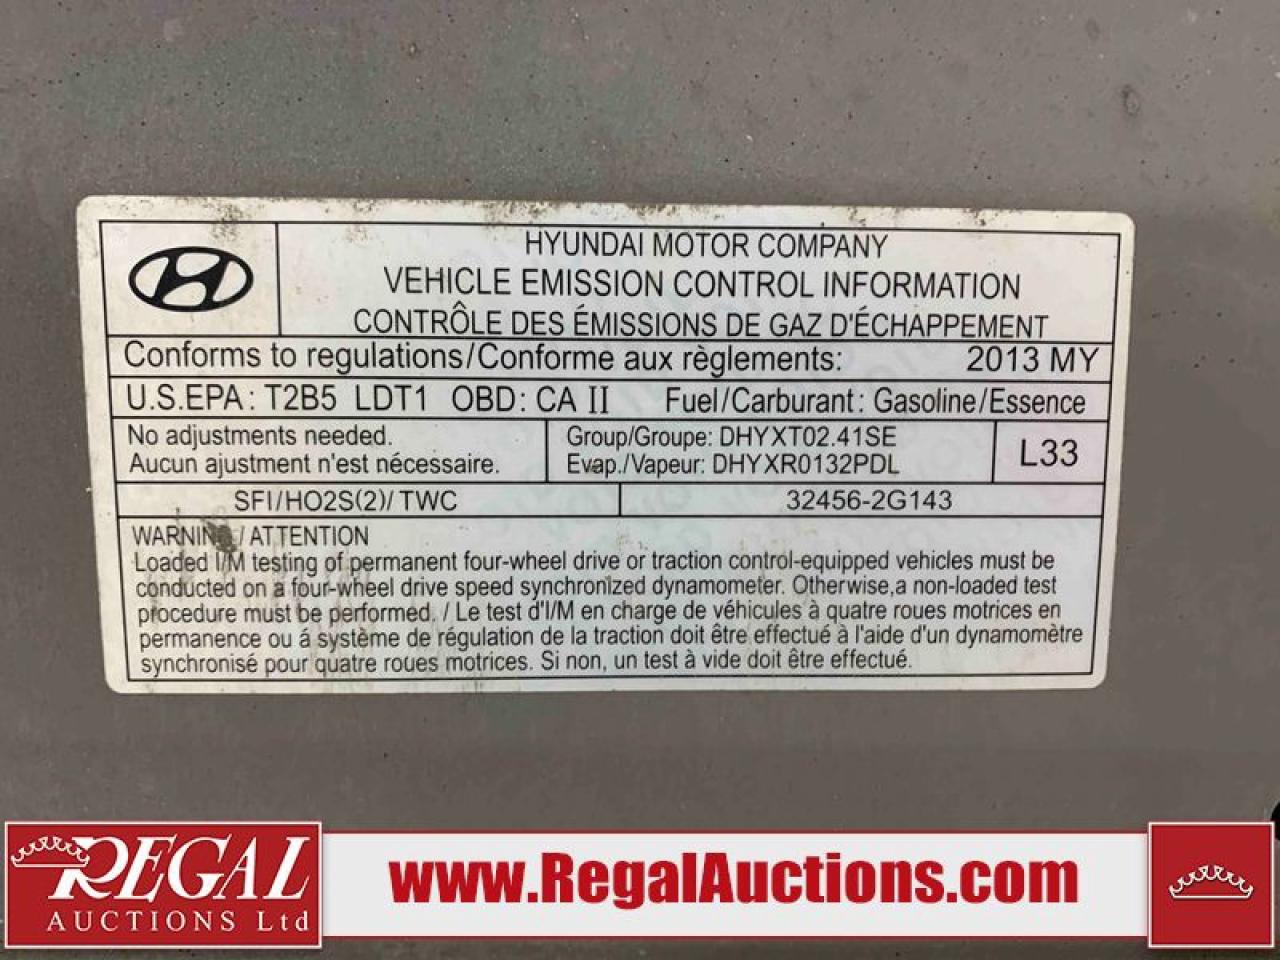 HYUNDAI MOTOR COMPANY
VEHICLE EMISSION CONTROL INFORMATION
CONTRÔLE DES ÉMISSIONS DE GAZ D'ÉCHAPPEMENT
Conforms to regulations/Conforme aux règlements: 2013 MY
U.S.EPA: T2B5 LDT1 OBD: CA II Fuel/Carburant: Gasoline/Essence
No adjustments needed.
Aucun ajustment n'est nécessaire.
Group/Groupe: DHYXT02.41SE
Evap./Vapeur: DHYXR0132PDL
L33
SFI/HO2S(2)/TWC
32456-2G143
WARNING/ATTENTION
Loaded I/M testing of permanent four-wheel drive or traction control-equipped vehicles must be
conducted on a four-wheel drive speed synchronized dynamometer. Otherwise,a non-loaded test
procedure must be performed. / Le test d'I/M en charge de véhicules à quatre roues motrices en
permanence ou á système de régulation de la traction doit être effectué à l'aide d'un dynamomètre
synchronisé pour quatre roues motrices. Si non, un test à vide doit être effectué.
REGAL
AUCTIONS Ltd
www.RegalAuctions.com